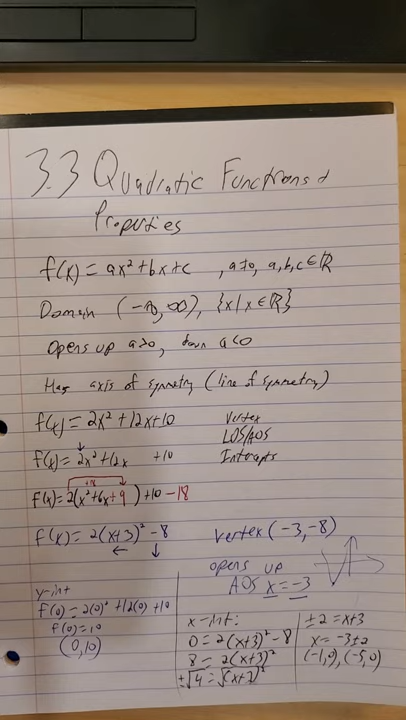 3.3 Quadratic Functions &
Properties
f(x) = ax² + bx + c , a≠0, a,b,c ∈ ℝ
Domain (-∞, ∞), {x | x ∈ ℝ}
Opens up a>0, down a<0
Has axis of symmetry (line of symmetry)
f(x) = 2x² + 12x + 10
Vertex
LOS/AOS
Intercepts
f(x) = 2x² + 12x +10
+18
f(x) = 2(x² + 6x + 9 ) + 10 - 18
f(x) = 2(x+3)² - 8
← ↓
vertex (-3, -8)
opens up
AOS x = -3
y-int
f(0) = 2(0)² + 12(0) + 10
f(0) = 10
(0, 10)
x-int:
0 = 2(x+3)² - 8
8 = 2(x+3)²
±√4 = √(x+3)²
±2 = x+3
x = -3±2
(-1, 0), (-5, 0)